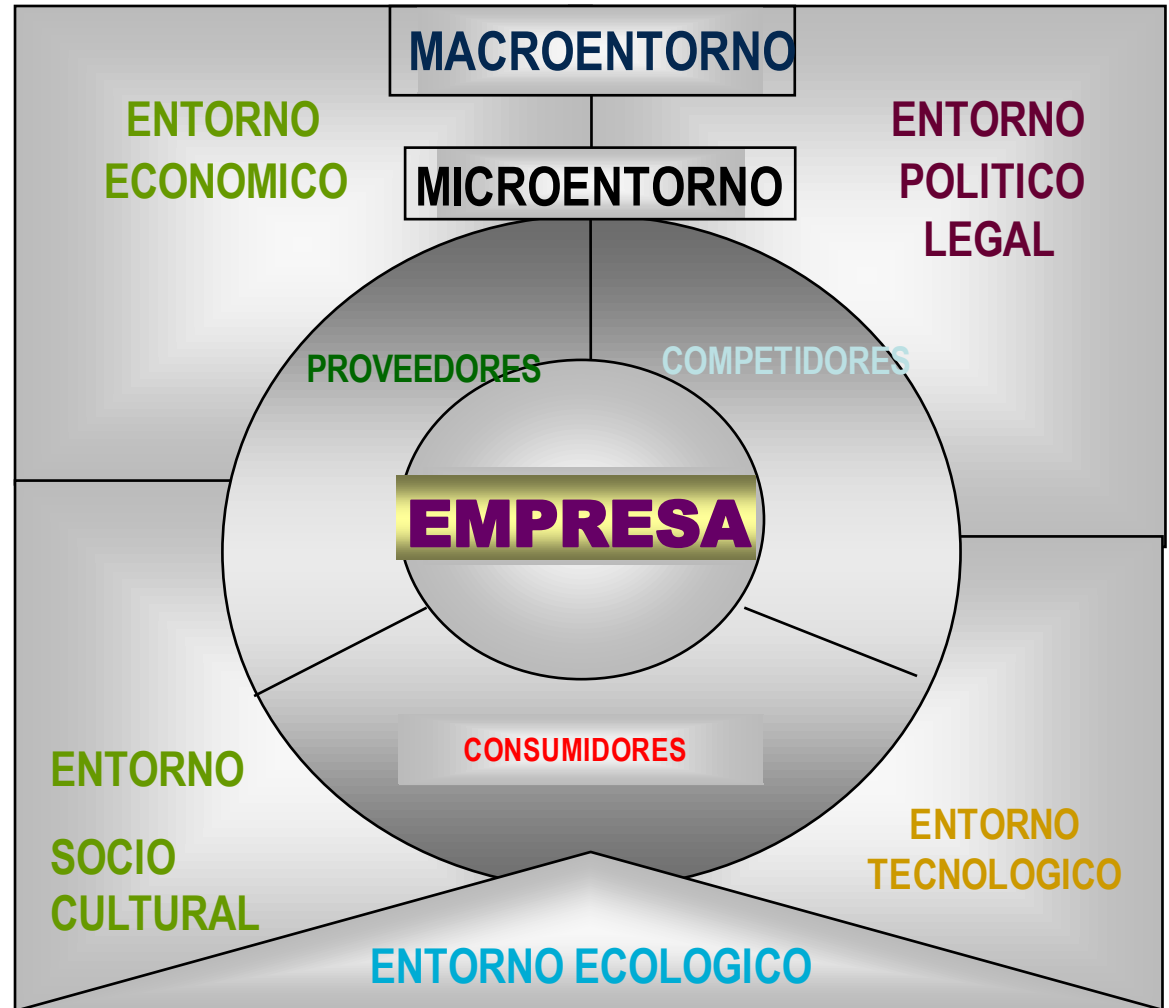 MACROENTORNO
ENTORNO
ECONOMICO
ENTORNO
POLITICO
LEGAL
MICROENTORNO
PROVEEDORES
COMPETIDORES
EMPRESA
CONSUMIDORES
ENTORNO
SOCIO
CULTURAL
ENTORNO
TECNOLOGICO
ENTORNO ECOLOGICO